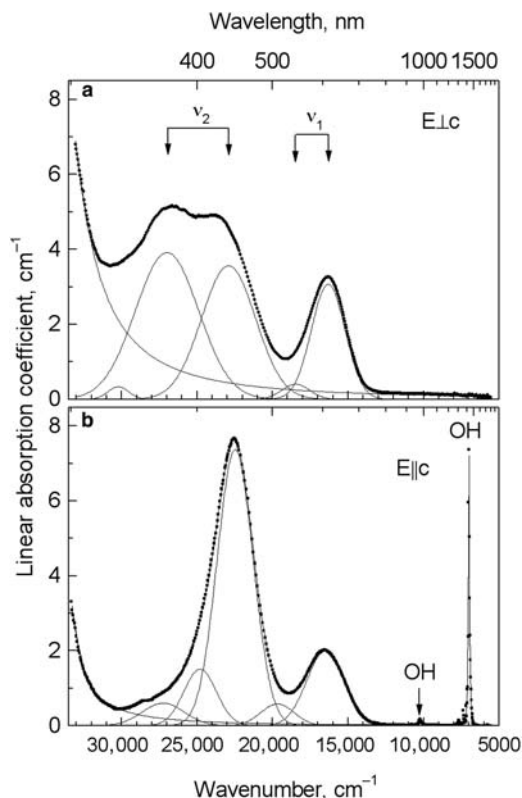 Wavelength, nm
400 500 1000 1500
8
a
E⊥c
ν₂
ν₁
6
4
2
0
Linear absorption coefficient, cm⁻¹
b
OH
8
E||c
6
4
2
OH
0
30,000 25,000 20,000 15,000 10,000 5000
Wavenumber, cm⁻¹